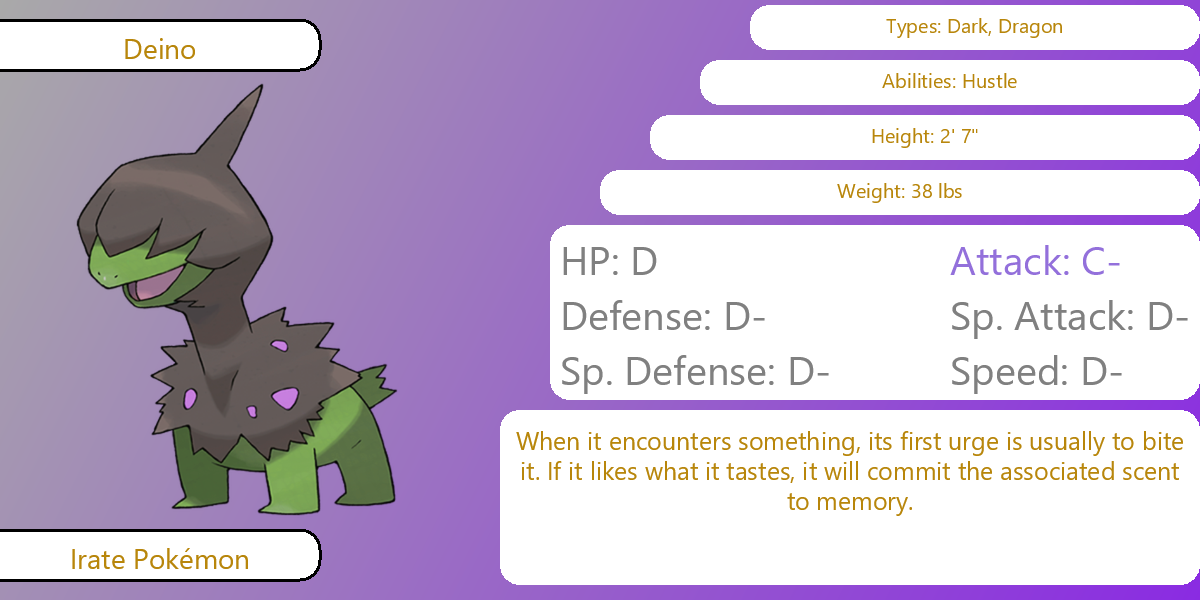 Deino
Types: Dark, Dragon
Abilities: Hustle
Height: 2' 7"
Weight: 38 lbs
HP: D
Attack: C-
Defense: D-
Sp. Attack: D-
Sp. Defense: D-
Speed: D-
When it encounters something, its first urge is usually to bite
it. If it likes what it tastes, it will commit the associated scent
to memory.
Irate Pokémon